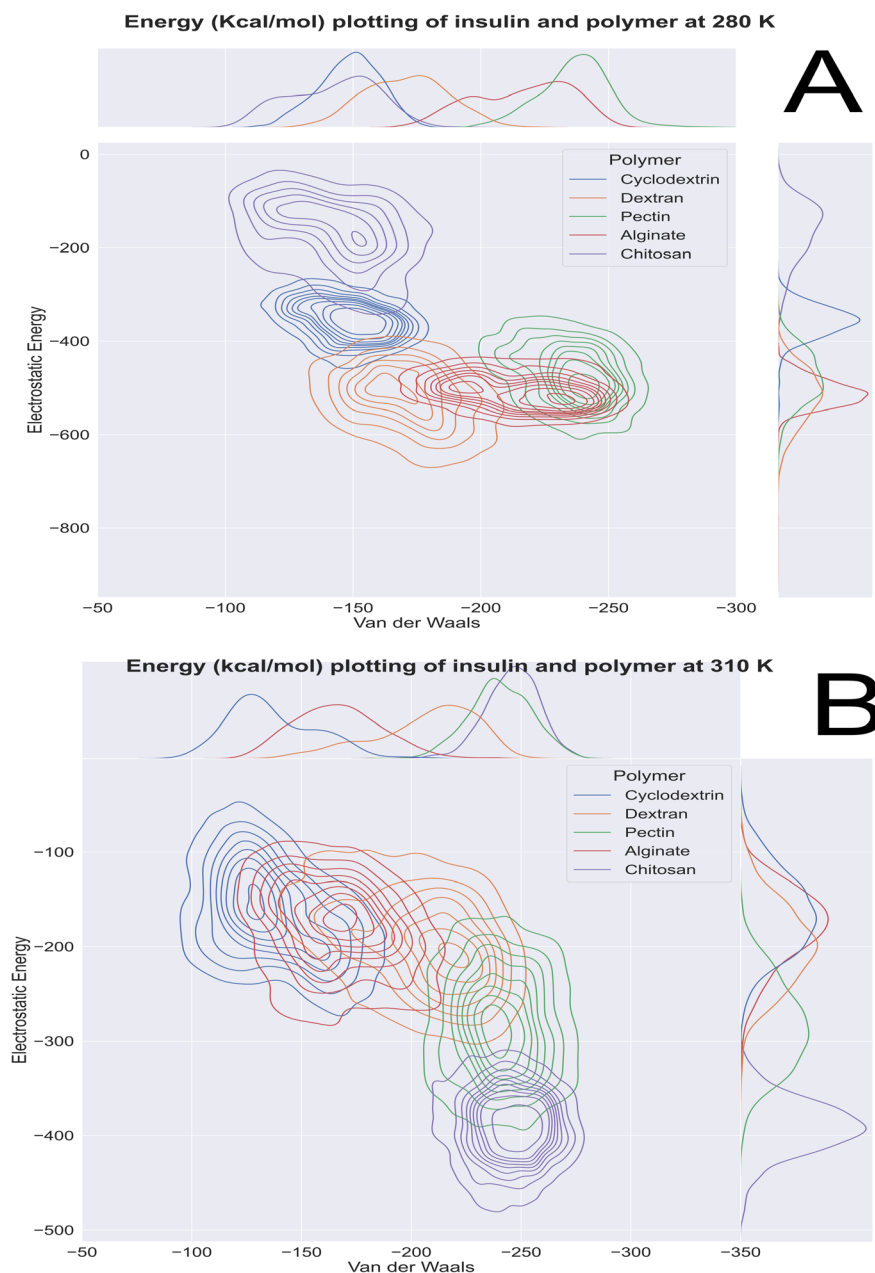 Energy (Kcal/mol) plotting of insulin and polymer at 280 K
A
0
−200
−400
−600
−800
Electrostatic Energy
Polymer
Cyclodextrin
Dextran
Pectin
Alginate
Chitosan
−50 −100 −150 −200 −250 −300
Van der Waals
Energy (kcal/mol) plotting of insulin and polymer at 310 K
B
−100
−200
−300
−400
−500
Electrostatic Energy
Polymer
Cyclodextrin
Dextran
Pectin
Alginate
Chitosan
−50 −100 −150 −200 −250 −300 −350
Van der Waals